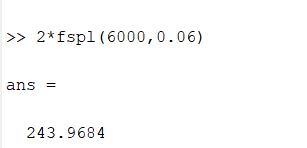 >> 2*fspl(6000,0.06)
ans =
243.9684